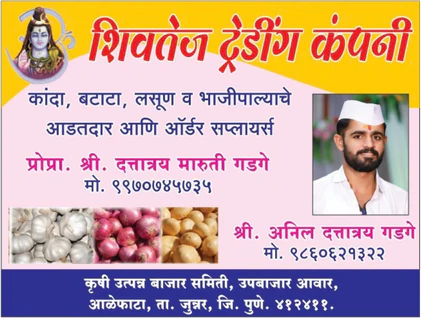 शिवतेज ट्रेडींग कंपनी
कांदा, बटाटा, लसूण व भाजीपाल्याचे
आडतदार आणि ऑर्डर सप्लायर्स
प्रोप्रा. श्री. दत्तात्रय मारुती गडगे
मो. ९९७०७४५७३५
श्री. अनिल दत्तात्रय गडगे
मो. ९८६०६२१३२२
कृषी उत्पन्न बाजार समिती, उपबाजार आवार,
आळेफाटा, ता. जुन्नर, जि. पुणे. ४१२४११.